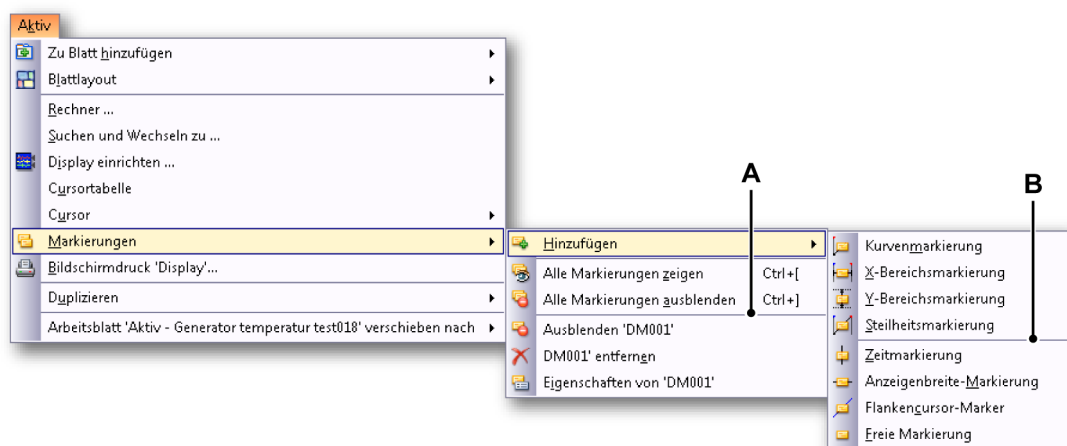 Aktiv
Zu Blatt hinzufügen
Blattlayout
Rechner ...
Suchen und Wechseln zu ...
Display einrichten ...
Cursortabelle
Cursor
Markierungen
Bildschirmdruck 'Display'...
Duplizieren
Arbeitsblatt 'Aktiv - Generator temperatur test018' verschieben nach
A
Hinzufügen
Alle Markierungen zeigen Ctrl+[
Alle Markierungen ausblenden Ctrl+]
Ausblenden 'DM001'
DM001' entfernen
Eigenschaften von 'DM001'
B
Kurvenmarkierung
X-Bereichsmarkierung
Y-Bereichsmarkierung
Steilheitsmarkierung
Zeitmarkierung
Anzeigenbreite-Markierung
Flankencursor-Marker
Freie Markierung